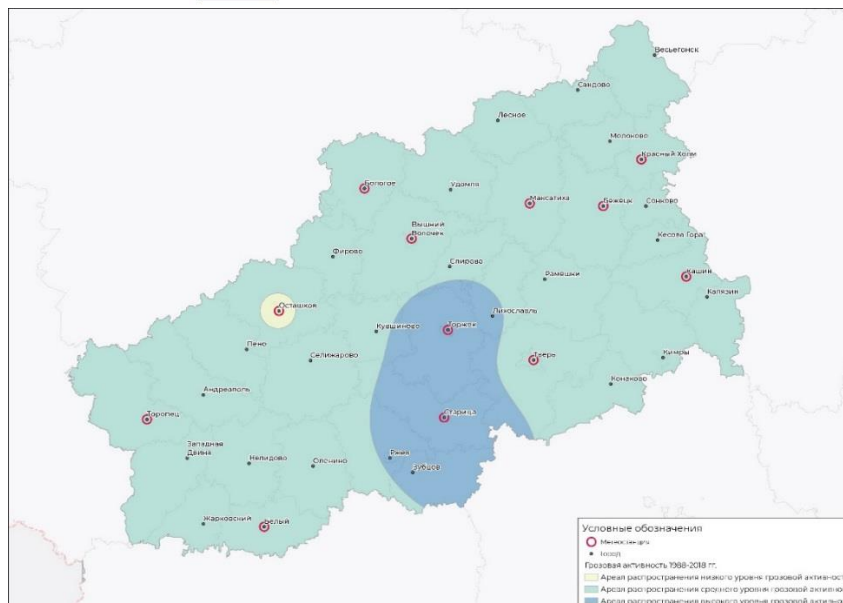 Весьегонск
Сандово
Лесное
Молоково
Красный Холм
Бологое
Удомля
Максатиха
Бежецк
Сонково
Вышний
Волочек
Кесова Гора
Фирово
Спирово
Рамешки
Кашин
Калязин
Осташков
Лихославль
Кувшиново
Торжок
Пено
Селижарово
Тверь
Кимры
Конаково
Андреаполь
Торопец
Старица
Западная
Двина
Нелидово
Оленино
Ржев
Зубцов
Жарковский
Белый
Условные обозначения
Метеостанция
Город
Грозовая активность 1988-2018 гг.
Ареал распространения низкого уровня грозовой активност
Ареал распространения среднего уровня грозовой активно
Ареал распространения высокого уровня грозовой активно